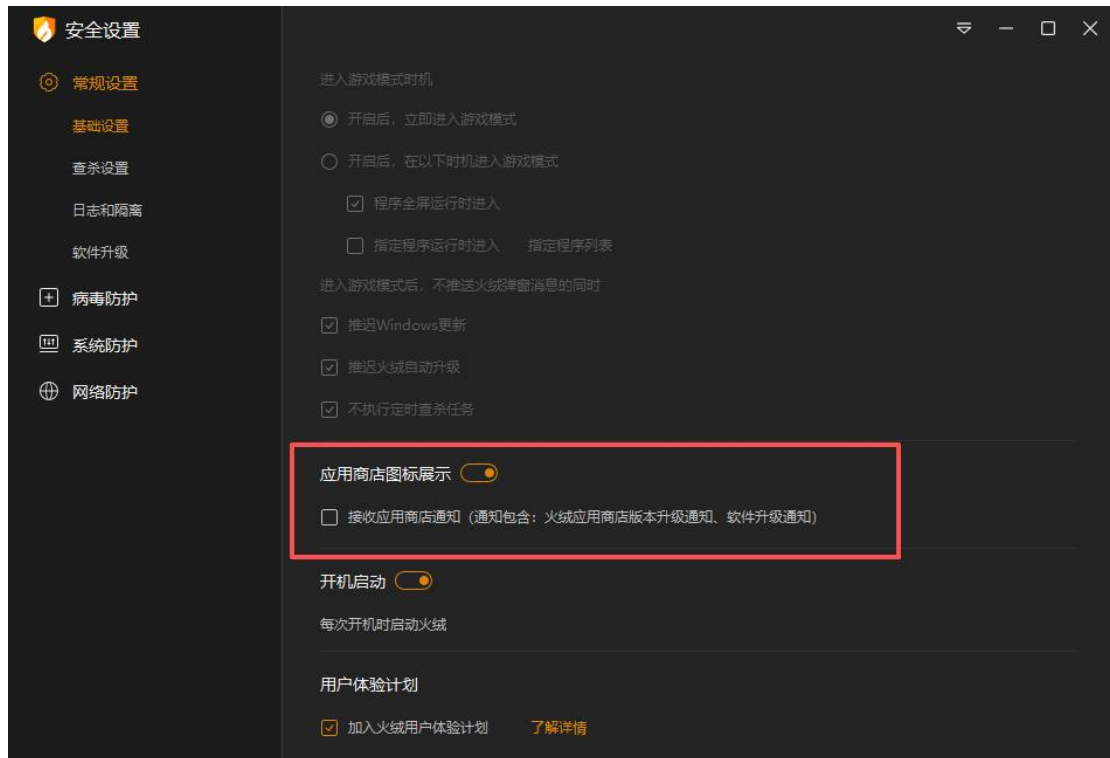 安全设置
常规设置
基础设置
查杀设置
日志和隔离
软件升级
病毒防护
系统防护
网络防护
进入游戏模式时机
开启后，立即进入游戏模式
开启后，在以下时机进入游戏模式
程序全屏运行时进入
指定程序运行时进入 指定程序列表
进入游戏模式后，不推送火绒弹窗消息的同时
推迟Windows更新
推迟火绒自动升级
不执行定时查杀任务
应用商店图标展示
接收应用商店通知（通知包含：火绒应用商店版本升级通知、软件升级通知）
开机启动
每次开机时启动火绒
用户体验计划
加入火绒用户体验计划 了解详情